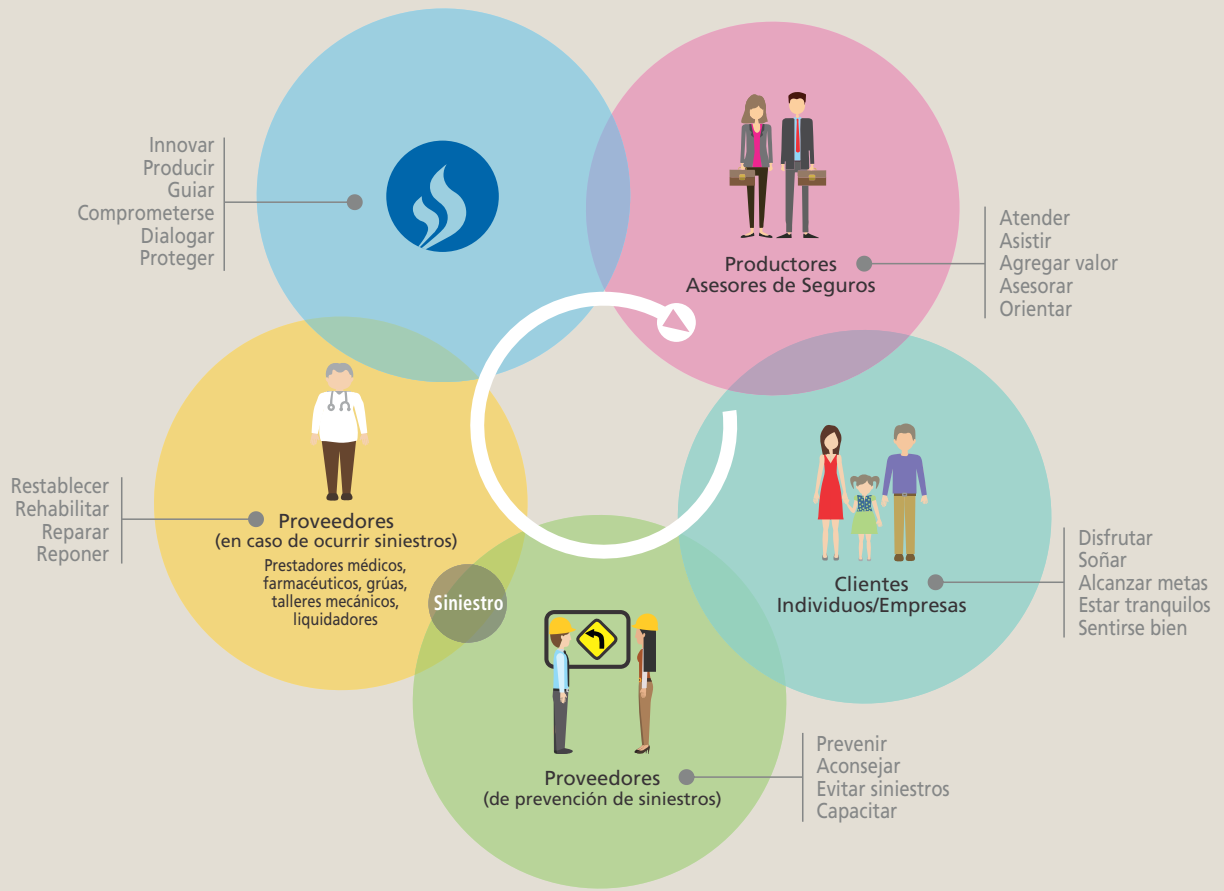 Innovar
Producir
Guiar
Comprometerse
Dialogar
Proteger
Productores
Asesores de Seguros
Atender
Asistir
Agregar valor
Asesorar
Orientar
Clientes
Individuos/Empresas
Disfrutar
Soñar
Alcanzar metas
Estar tranquilos
Sentirse bien
Proveedores
(de prevención de siniestros)
Prevenir
Aconsejar
Evitar siniestros
Capacitar
Siniestro
Proveedores
(en caso de ocurrir siniestros)
Prestadores médicos,
farmacéuticos, grúas,
talleres mecánicos,
liquidadores
Restablecer
Rehabilitar
Reparar
Reponer